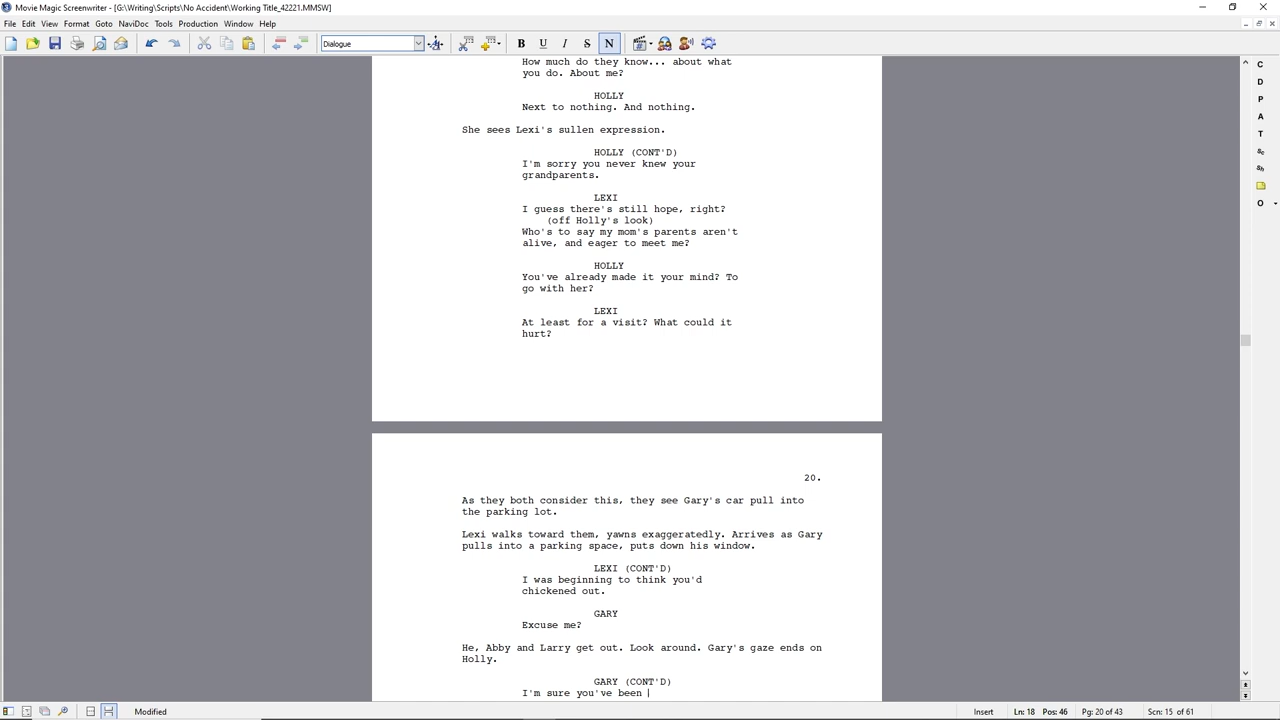 Movie Magic Screenwriter - [G:\Writing\Scripts\No Accident\Working Title_42221.MMSW]
File Edit View Format Goto NaviDoc Tools Production Window Help
Dialogue
B U I S N
How much do they know... about what
you do. About me?
HOLLY
Next to nothing. And nothing.
She sees Lexi's sullen expression.
HOLLY (CONT'D)
I'm sorry you never knew your
grandparents.
LEXI
I guess there's still hope, right?
(off Holly's look)
Who's to say my mom's parents aren't
alive, and eager to meet me?
HOLLY
You've already made it your mind? To
go with her?
LEXI
At least for a visit? What could it
hurt?
20.
As they both consider this, they see Gary's car pull into
the parking lot.
Lexi walks toward them, yawns exaggeratedly. Arrives as Gary
pulls into a parking space, puts down his window.
LEXI (CONT'D)
I was beginning to think you'd
chickened out.
GARY
Excuse me?
He, Abby and Larry get out. Look around. Gary's gaze ends on
Holly.
GARY (CONT'D)
I'm sure you've been
C
D
P
A
T
Sc
Sh
O
Modified
Insert Ln: 18 Pos: 46 Pg: 20 of 43 Scn: 15 of 61